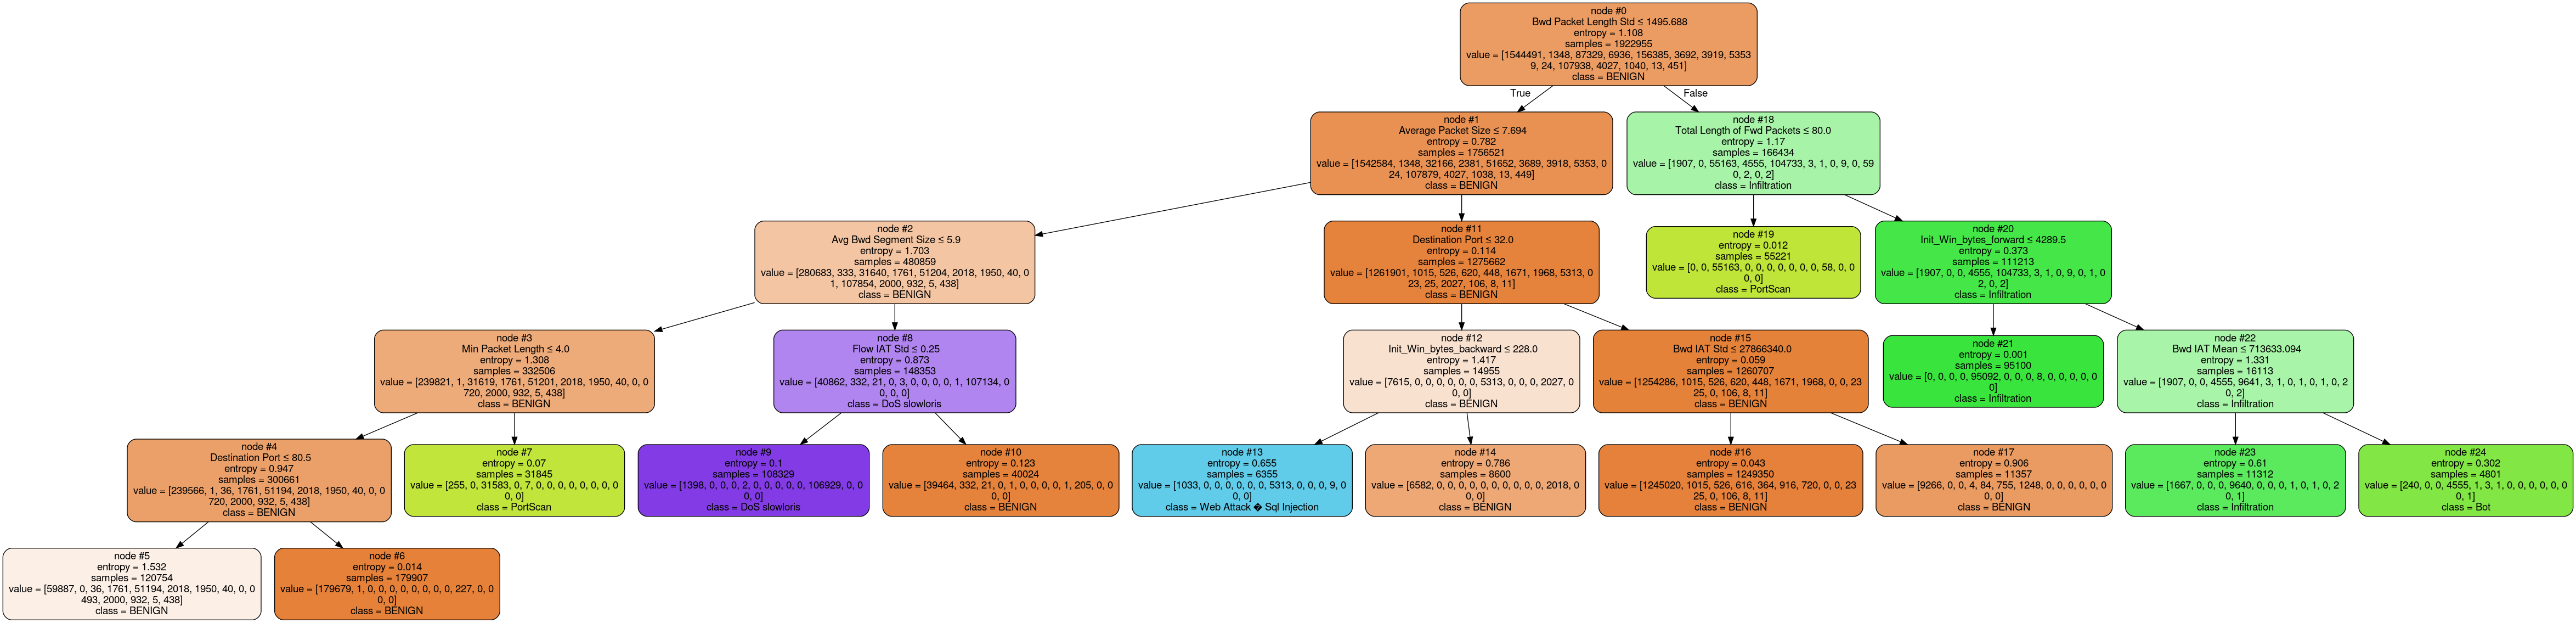 node #0
Bwd Packet Length Std ≤ 1495.688
entropy = 1.108
samples = 1922955
value = [1544491, 1348, 87329, 6936, 156385, 3692, 3919, 5353
9, 24, 107938, 4027, 1040, 13, 451]
class = BENIGN
True
False
node #1
Average Packet Size ≤ 7.694
entropy = 0.782
samples = 1756521
value = [1542584, 1348, 32166, 2381, 51652, 3689, 3918, 5353, 0
24, 107879, 4027, 1038, 13, 449]
class = BENIGN
node #18
Total Length of Fwd Packets ≤ 80.0
entropy = 1.17
samples = 166434
value = [1907, 0, 55163, 4555, 104733, 3, 1, 0, 9, 0, 59
0, 2, 0, 2]
class = Infiltration
node #2
Avg Bwd Segment Size ≤ 5.9
entropy = 1.703
samples = 480859
value = [280683, 333, 31640, 1761, 51204, 2018, 1950, 40, 0
1, 107854, 2000, 932, 5, 438]
class = BENIGN
node #11
Destination Port ≤ 32.0
entropy = 0.114
samples = 1275662
value = [1261901, 1015, 526, 620, 448, 1671, 1968, 5313, 0
23, 25, 2027, 106, 8, 11]
class = BENIGN
node #19
entropy = 0.012
samples = 55221
value = [0, 0, 55163, 0, 0, 0, 0, 0, 0, 0, 58, 0, 0
0, 0]
class = PortScan
node #20
Init_Win_bytes_forward ≤ 4289.5
entropy = 0.373
samples = 111213
value = [1907, 0, 0, 4555, 104733, 3, 1, 0, 9, 0, 1, 0
2, 0, 2]
class = Infiltration
node #3
Min Packet Length ≤ 4.0
entropy = 1.308
samples = 332506
value = [239821, 1, 31619, 1761, 51201, 2018, 1950, 40, 0, 0
720, 2000, 932, 5, 438]
class = BENIGN
node #8
Flow IAT Std ≤ 0.25
entropy = 0.873
samples = 148353
value = [40862, 332, 21, 0, 3, 0, 0, 0, 0, 1, 107134, 0
0, 0, 0]
class = DoS slowloris
node #12
Init_Win_bytes_backward ≤ 228.0
entropy = 1.417
samples = 14955
value = [7615, 0, 0, 0, 0, 0, 0, 5313, 0, 0, 0, 2027, 0
0, 0]
class = BENIGN
node #15
Bwd IAT Std ≤ 27866340.0
entropy = 0.059
samples = 1260707
value = [1254286, 1015, 526, 620, 448, 1671, 1968, 0, 0, 23
25, 0, 106, 8, 11]
class = BENIGN
node #21
entropy = 0.001
samples = 95100
value = [0, 0, 0, 0, 95092, 0, 0, 0, 8, 0, 0, 0, 0, 0
0]
class = Infiltration
node #22
Bwd IAT Mean ≤ 713633.094
entropy = 1.331
samples = 16113
value = [1907, 0, 0, 4555, 9641, 3, 1, 0, 1, 0, 1, 0, 2
0, 2]
class = Infiltration
node #4
Destination Port ≤ 80.5
entropy = 0.947
samples = 300661
value = [239566, 1, 36, 1761, 51194, 2018, 1950, 40, 0, 0
720, 2000, 932, 5, 438]
class = BENIGN
node #7
entropy = 0.07
samples = 31845
value = [255, 0, 31583, 0, 7, 0, 0, 0, 0, 0, 0, 0, 0
0, 0]
class = PortScan
node #9
entropy = 0.1
samples = 108329
value = [1398, 0, 0, 0, 2, 0, 0, 0, 0, 0, 106929, 0, 0
0, 0]
class = DoS slowloris
node #10
entropy = 0.123
samples = 40024
value = [39464, 332, 21, 0, 1, 0, 0, 0, 0, 1, 205, 0, 0
0, 0]
class = BENIGN
node #13
entropy = 0.655
samples = 6355
value = [1033, 0, 0, 0, 0, 0, 0, 5313, 0, 0, 0, 9, 0
0, 0]
class = Web Attack � Sql Injection
node #14
entropy = 0.786
samples = 8600
value = [6582, 0, 0, 0, 0, 0, 0, 0, 0, 0, 0, 2018, 0
0, 0]
class = BENIGN
node #16
entropy = 0.043
samples = 1249350
value = [1245020, 1015, 526, 616, 364, 916, 720, 0, 0, 23
25, 0, 106, 8, 11]
class = BENIGN
node #17
entropy = 0.906
samples = 11357
value = [9266, 0, 0, 4, 84, 755, 1248, 0, 0, 0, 0, 0, 0
0, 0]
class = BENIGN
node #23
entropy = 0.61
samples = 11312
value = [1667, 0, 0, 0, 9640, 0, 0, 0, 1, 0, 1, 0, 2
0, 1]
class = Infiltration
node #24
entropy = 0.302
samples = 4801
value = [240, 0, 0, 4555, 1, 3, 1, 0, 0, 0, 0, 0, 0
0, 1]
class = Bot
node #5
entropy = 1.532
samples = 120754
value = [59887, 0, 36, 1761, 51194, 2018, 1950, 40, 0, 0
493, 2000, 932, 5, 438]
class = BENIGN
node #6
entropy = 0.014
samples = 179907
value = [179679, 1, 0, 0, 0, 0, 0, 0, 0, 0, 227, 0, 0
0, 0]
class = BENIGN